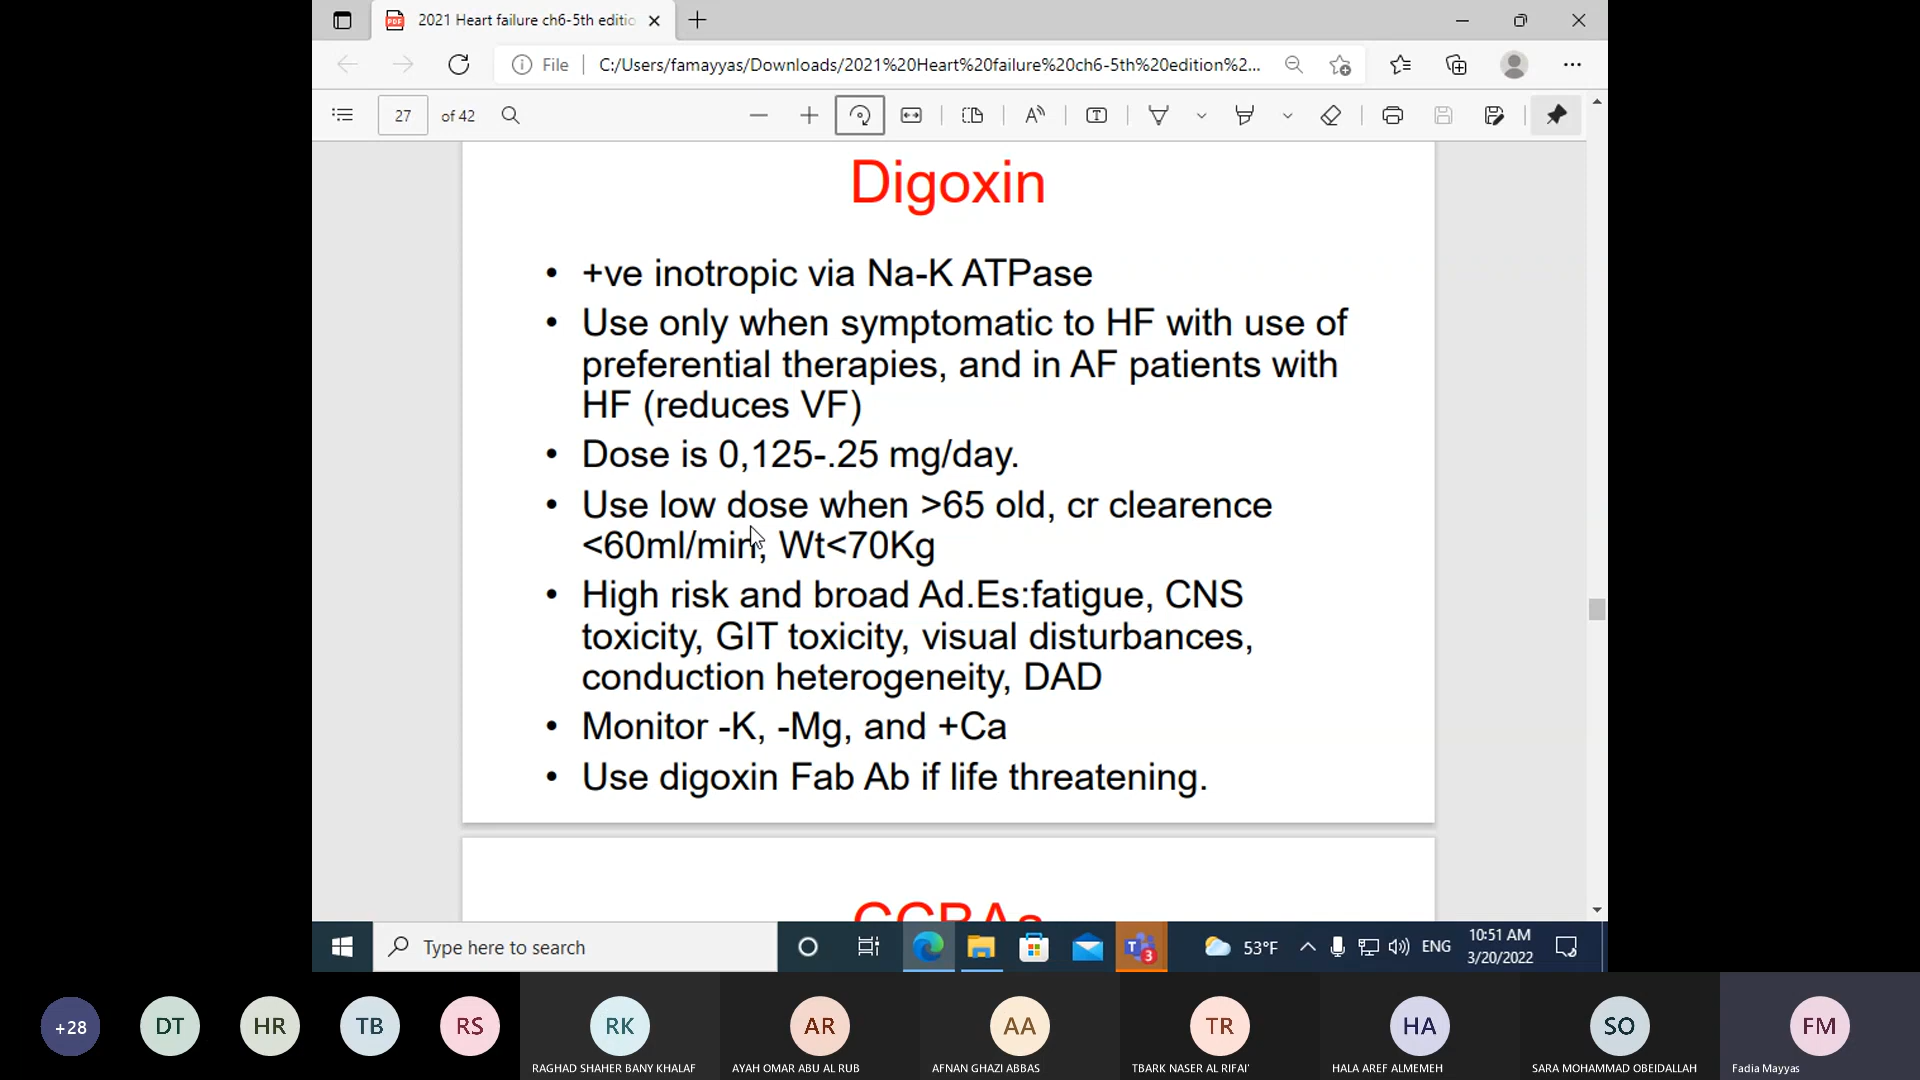 2021 Heart failure ch6-5th editio
File
C:/Users/famayyas/Downloads/2021%20Heart%20failure%20ch6-5th%20edition%2...
27 of 42
Digoxin
• +ve inotropic via Na-K ATPase
• Use only when symptomatic to HF with use of
preferential therapies, and in AF patients with
HF (reduces VF)
• Dose is 0,125-.25 mg/day.
• Use low dose when >65 old, cr clearence
<60ml/min, Wt<70Kg
• High risk and broad Ad.Es:fatigue, CNS
toxicity, GIT toxicity, visual disturbances,
conduction heterogeneity, DAD
• Monitor -K, -Mg, and +Ca
• Use digoxin Fab Ab if life threatening.
Type here to search
3
53°F
ENG
10:51 AM
3/20/2022
+28
DT
HR
TB
RS
RK
AR
AA
TR
HA
SO
FM
RAGHAD SHAHER BANY KHALAF
AYAH OMAR ABU AL RUB
AFNAN GHAZI ABBAS
TBARK NASER AL RIFAI'
HALA AREF ALMEMEH
SARA MOHAMMAD OBEIDALLAH
Fadia Mayyas